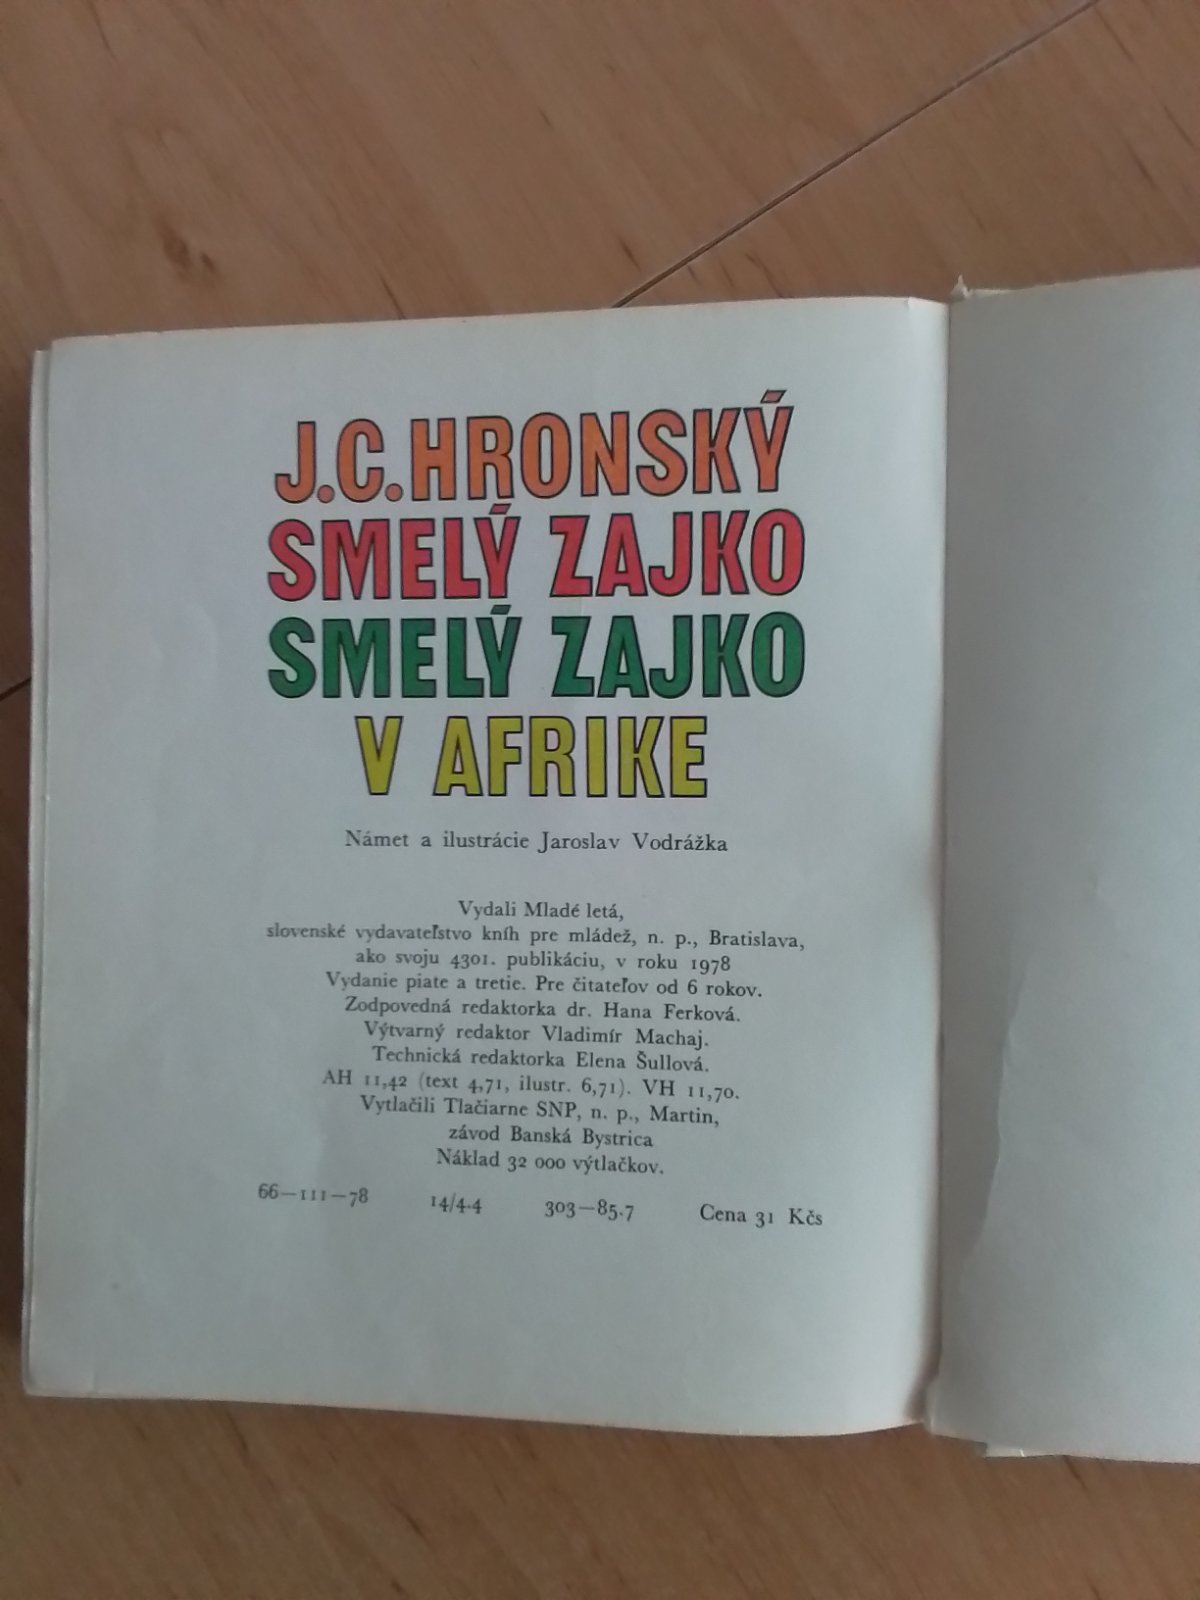 J.C.HRONSKÝ
SMELÝ ZAJKO
SMELÝ ZAJKO
V AFRIKE
Námet a ilustrácie Jaroslav Vodrážka
Vydali Mladé letá,
slovenské vydavateľstvo kníh pre mládež, n. p., Bratislava,
ako svoju 4301. publikáciu, v roku 1978
Vydanie piate a tretie. Pre čitateľov od 6 rokov.
Zodpovedná redaktorka dr. Hana Ferková.
Výtvarný redaktor Vladimír Machaj.
Technická redaktorka Elena Šullová.
AH 11,42 (text 4,71, ilustr. 6,71). VH 11,70.
Vytlačili Tlačiarne SNP, n. p., Martin,
závod Banská Bystrica
Náklad 32 000 výtlačkov.
66—111—78 14/4.4 303—85.7 Cena 31 Kčs